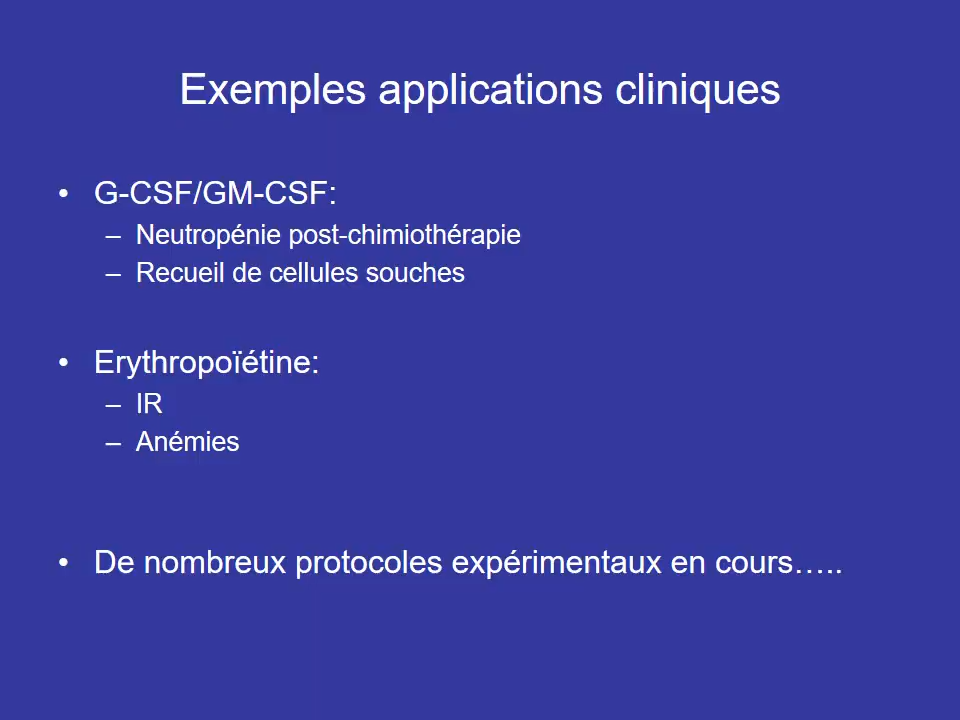 Exemples applications cliniques
• G-CSF/GM-CSF:
– Neutropénie post-chimiothérapie
– Recueil de cellules souches
• Erythropoïétine:
– IR
– Anémies
• De nombreux protocoles expérimentaux en cours…..